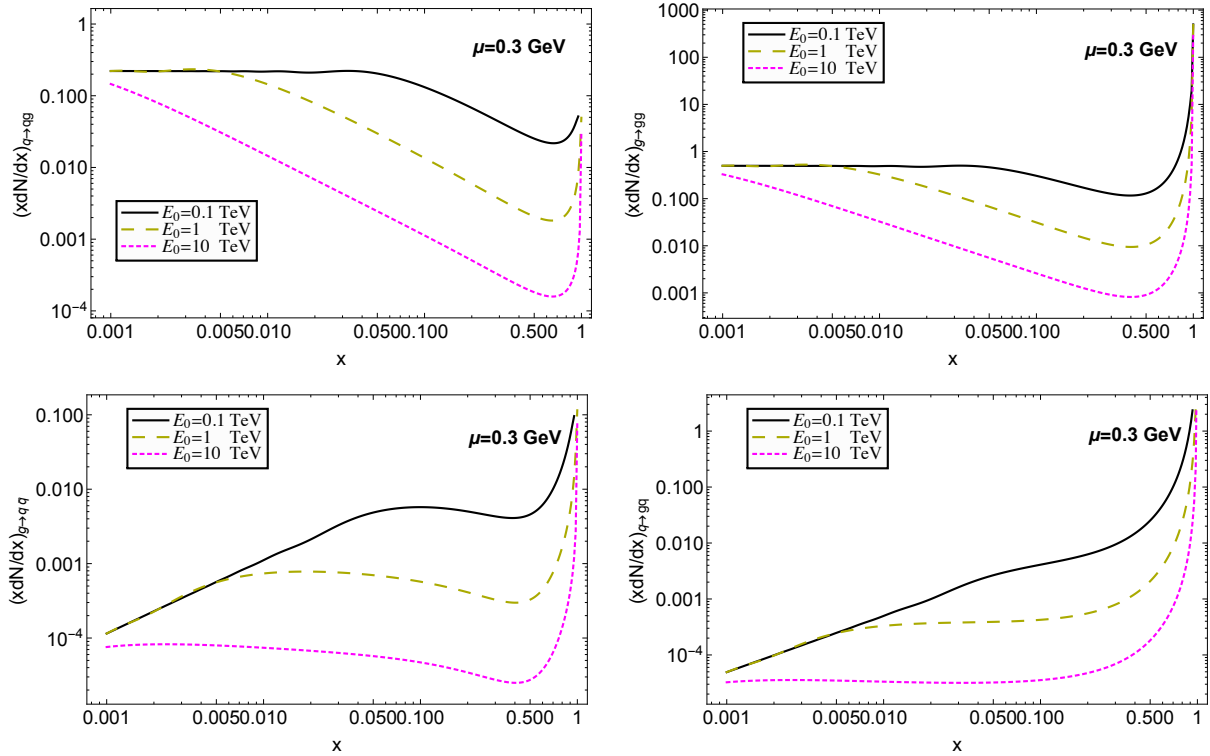 1
0.100
0.010
0.001
10⁻⁴
(xdN/dx)q→qg
μ=0.3 GeV
E₀=0.1 TeV
E₀=1 TeV
E₀=10 TeV
0.001 0.0050.010 0.0500.100 0.500 1
x
1000
100
10
1
0.100
0.010
0.001
(xdN/dx)g→gg
E₀=0.1 TeV
E₀=1 TeV
E₀=10 TeV
μ=0.3 GeV
0.001 0.0050.010 0.0500.100 0.500 1
x
0.100
0.010
0.001
10⁻⁴
(xdN/dx)g→q q
E₀=0.1 TeV
E₀=1 TeV
E₀=10 TeV
μ=0.3 GeV
0.001 0.0050.010 0.0500.100 0.500 1
x
1
0.100
0.010
0.001
10⁻⁴
(xdN/dx)q→gq
E₀=0.1 TeV
E₀=1 TeV
E₀=10 TeV
μ=0.3 GeV
0.001 0.0050.010 0.0500.100 0.500 1
x